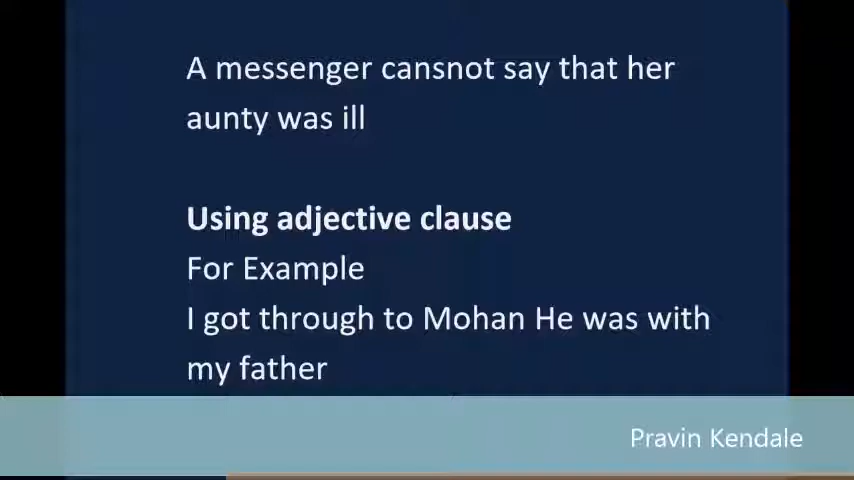 A messenger cansnot say that her
aunty was ill
Using adjective clause
For Example
I got through to Mohan He was with
my father
Pravin Kendale